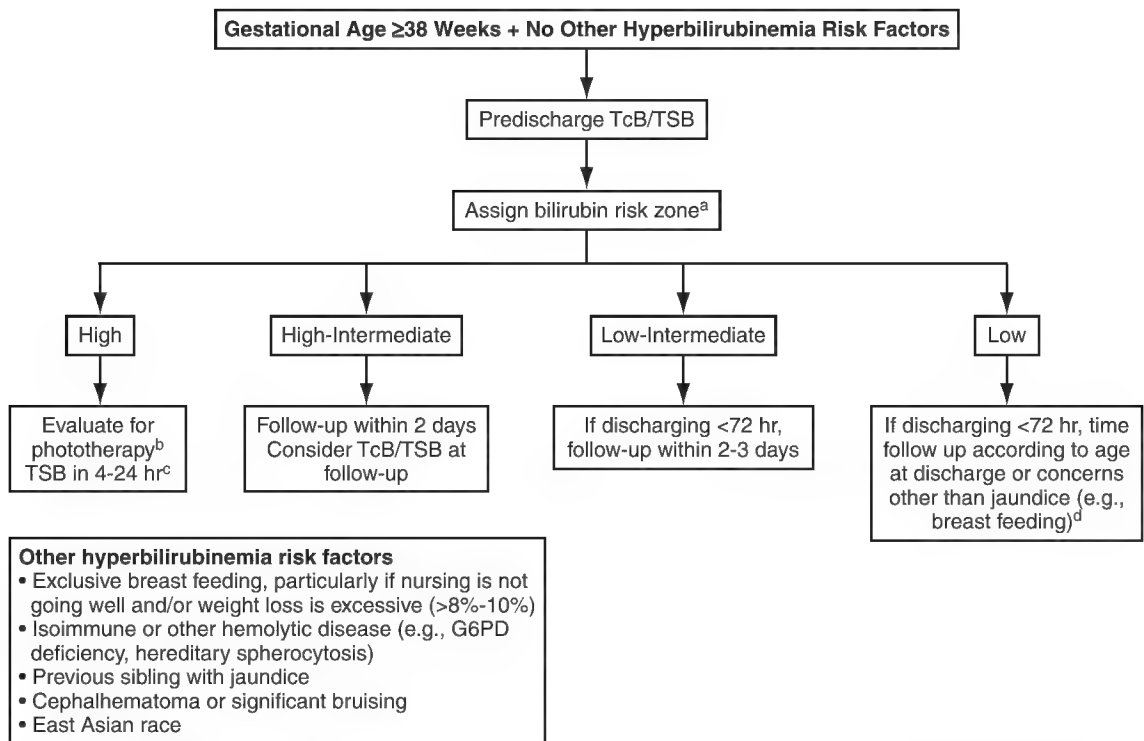 Gestational Age ≥38 Weeks + No Other Hyperbilirubinemia Risk Factors
Predischarge TcB/TSB
Assign bilirubin risk zoneᵃ
High
High-Intermediate
Low-Intermediate
Low
Evaluate for
phototherapyᵇ
TSB in 4-24 hrᶜ
Follow-up within 2 days
Consider TcB/TSB at
follow-up
If discharging <72 hr,
follow-up within 2-3 days
If discharging <72 hr, time
follow up according to age
at discharge or concerns
other than jaundice (e.g.,
breast feeding)ᵈ
Other hyperbilirubinemia risk factors
• Exclusive breast feeding, particularly if nursing is not
going well and/or weight loss is excessive (>8%-10%)
• Isoimmune or other hemolytic disease (e.g., G6PD
deficiency, hereditary spherocytosis)
• Previous sibling with jaundice
• Cephalhematoma or significant bruising
• East Asian race